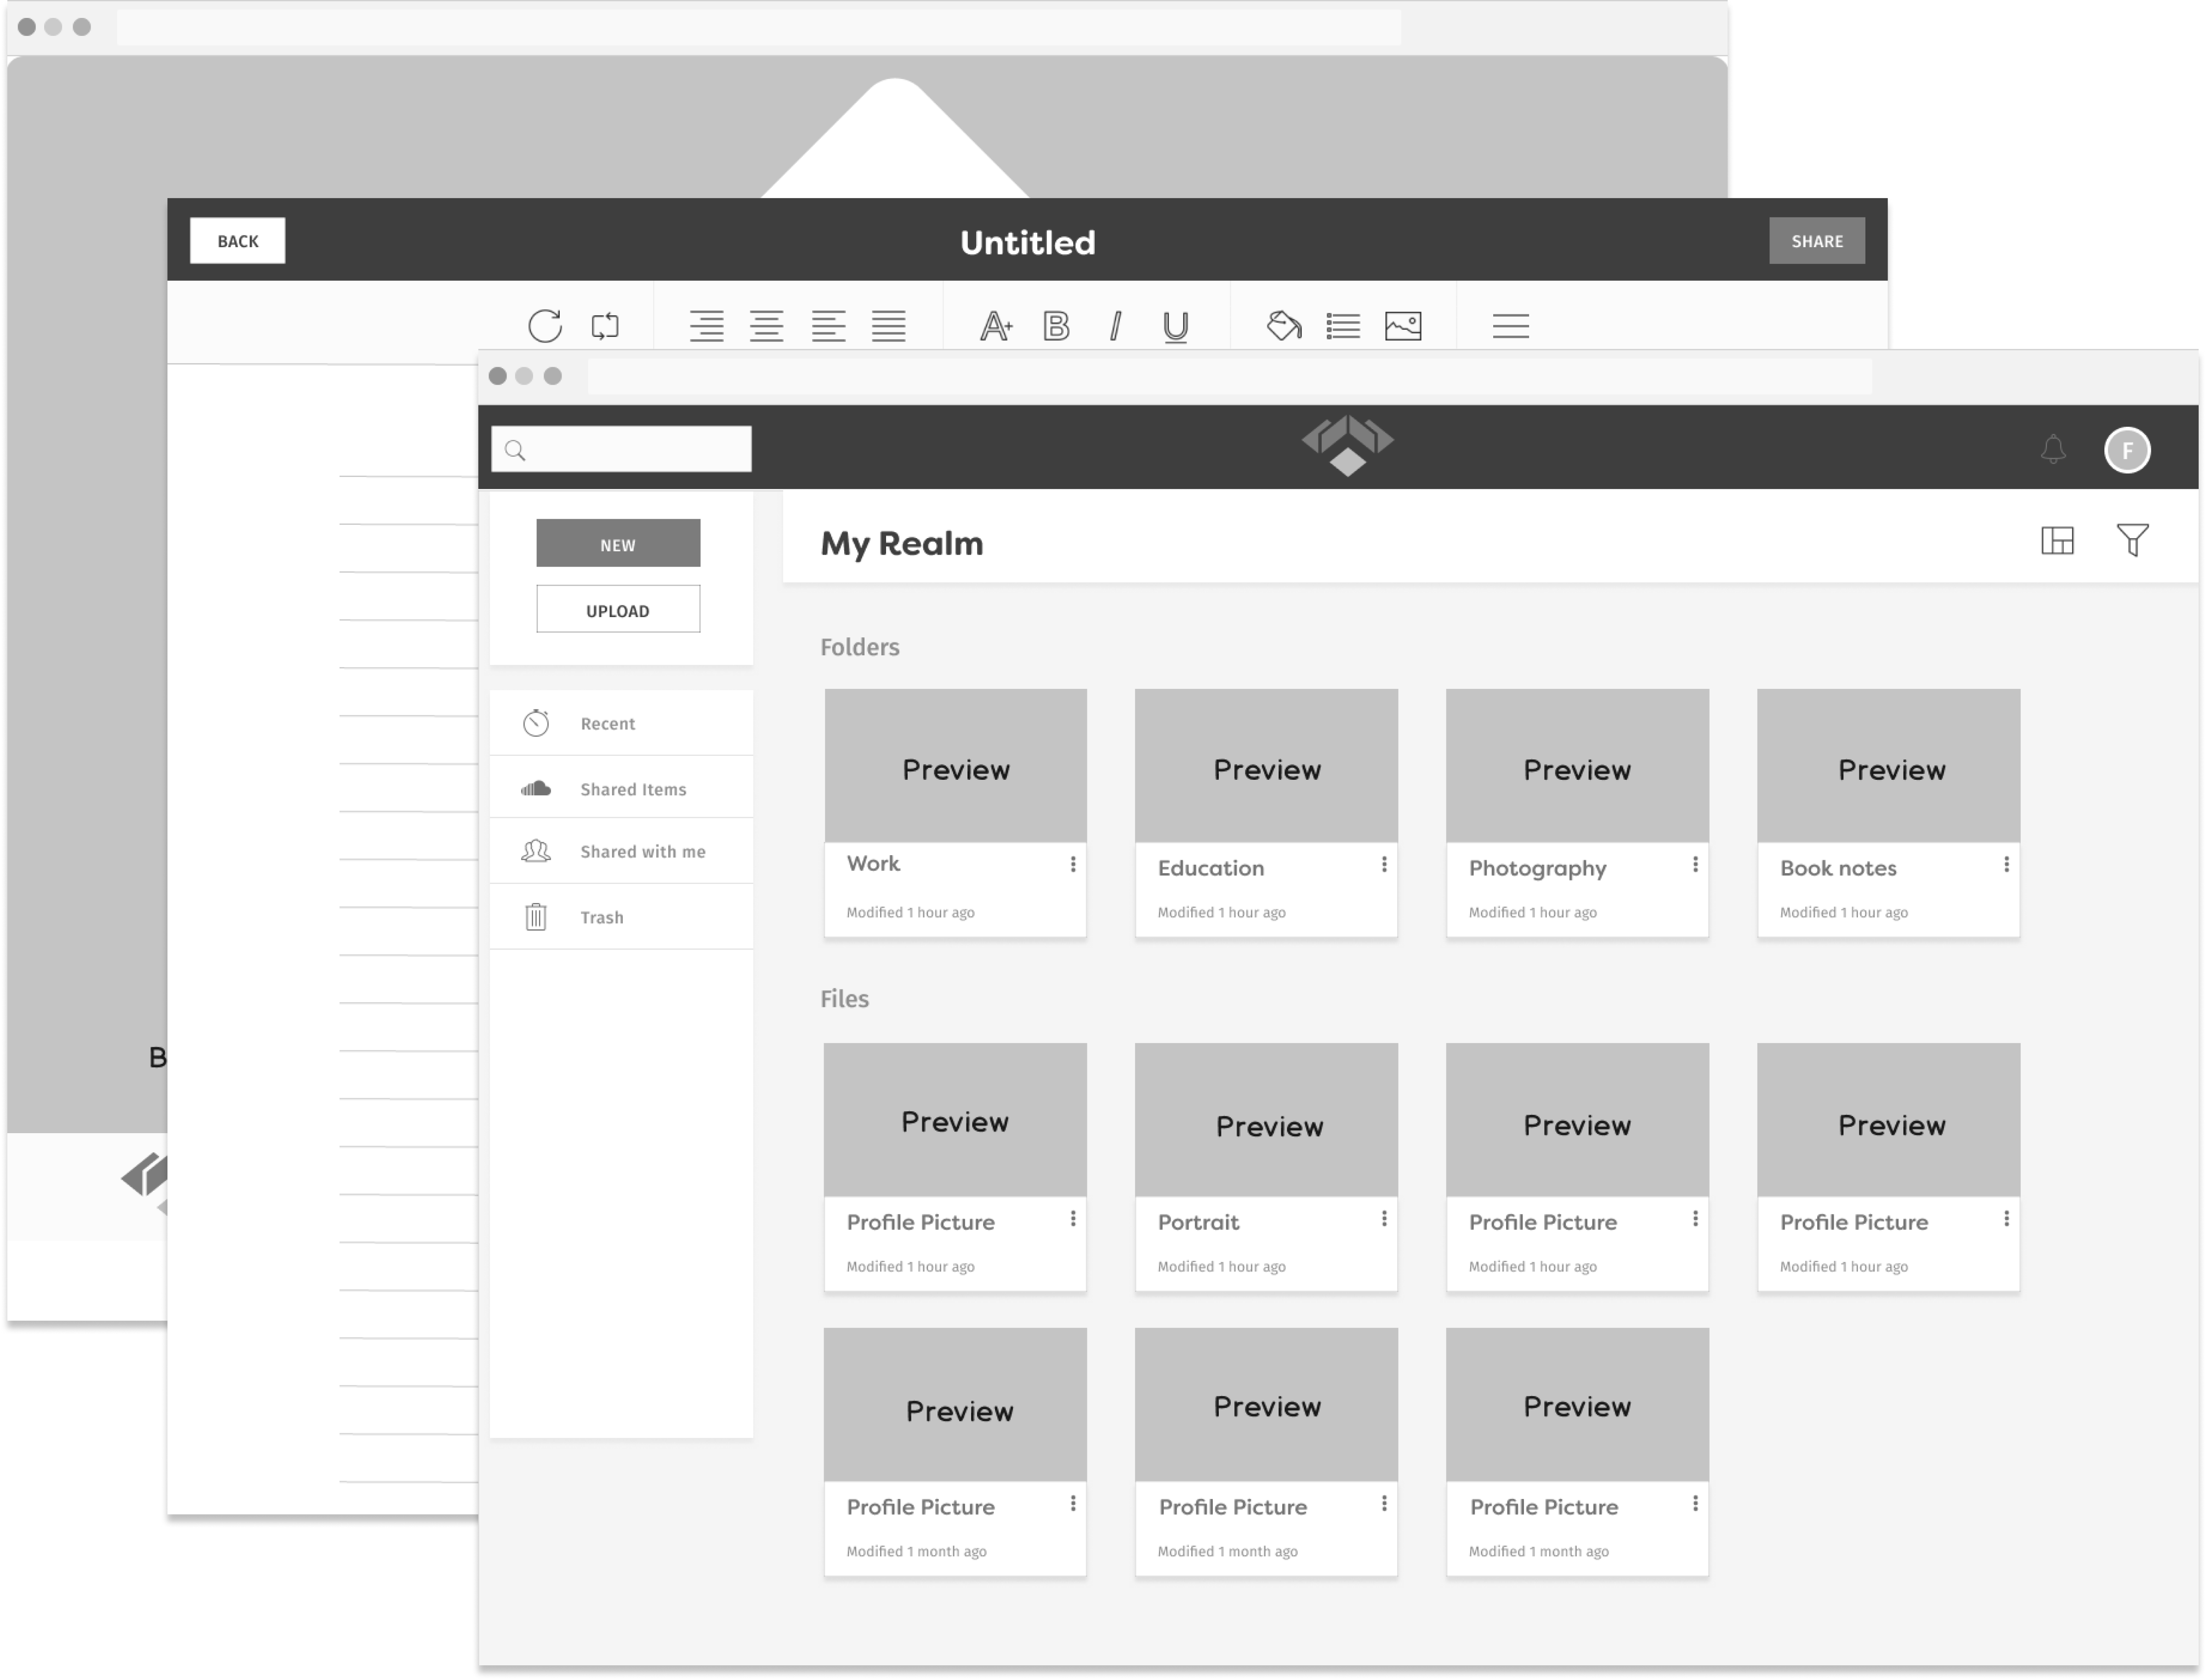 BACK
Untitled
SHARE
A+ B I U
F
NEW
UPLOAD
My Realm
Recent
Shared Items
Shared with me
Trash
Folders
Preview Preview Preview Preview
Work Education Photography Book notes
Modified 1 hour ago Modified 1 hour ago Modified 1 hour ago Modified 1 hour ago
Files
B
Preview Preview Preview Preview
Profile Picture Portrait Profile Picture Profile Picture
Modified 1 hour ago Modified 1 hour ago Modified 1 hour ago Modified 1 hour ago
Preview Preview Preview
Profile Picture Profile Picture Profile Picture
Modified 1 month ago Modified 1 month ago Modified 1 month ago